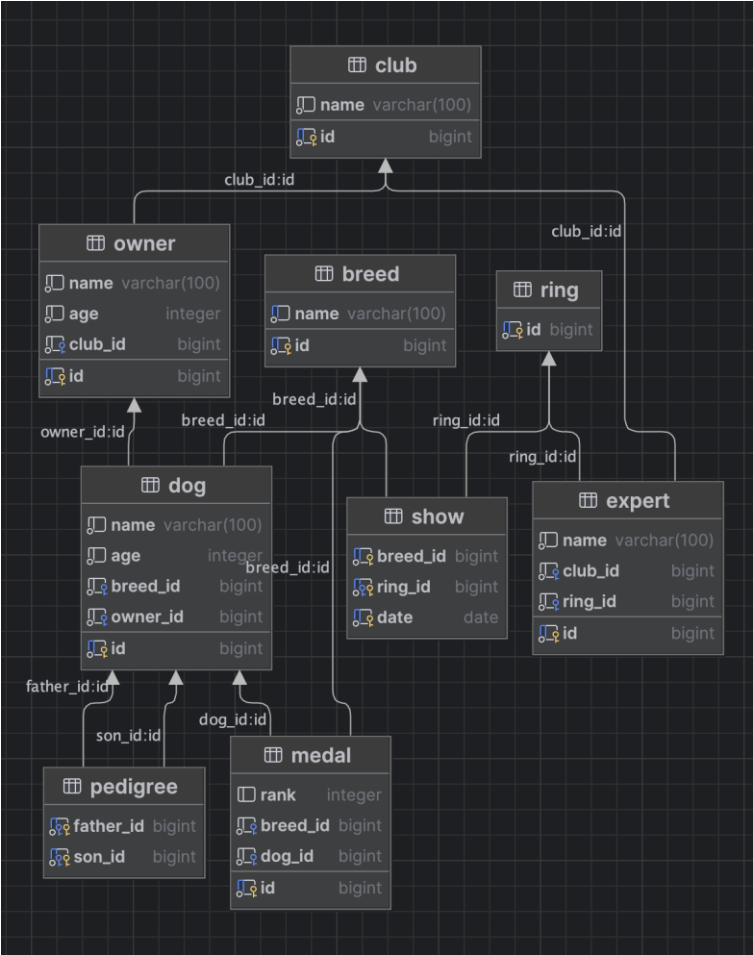 club
name varchar(100)
id bigint
club_id:id
club_id:id
owner
name varchar(100)
age integer
club_id bigint
id bigint
breed
name varchar(100)
id bigint
ring
id bigint
owner_id:id
breed_id:id
breed_id:id
ring_id:id
ring_id:id
dog
name varchar(100)
age integer
breed_id bigint
owner_id bigint
id bigint
breed_id:id
show
breed_id bigint
ring_id bigint
date date
expert
name varchar(100)
club_id bigint
ring_id bigint
id bigint
father_id:id
son_id:id
dog_id:id
pedigree
father_id bigint
son_id bigint
medal
rank integer
breed_id bigint
dog_id bigint
id bigint